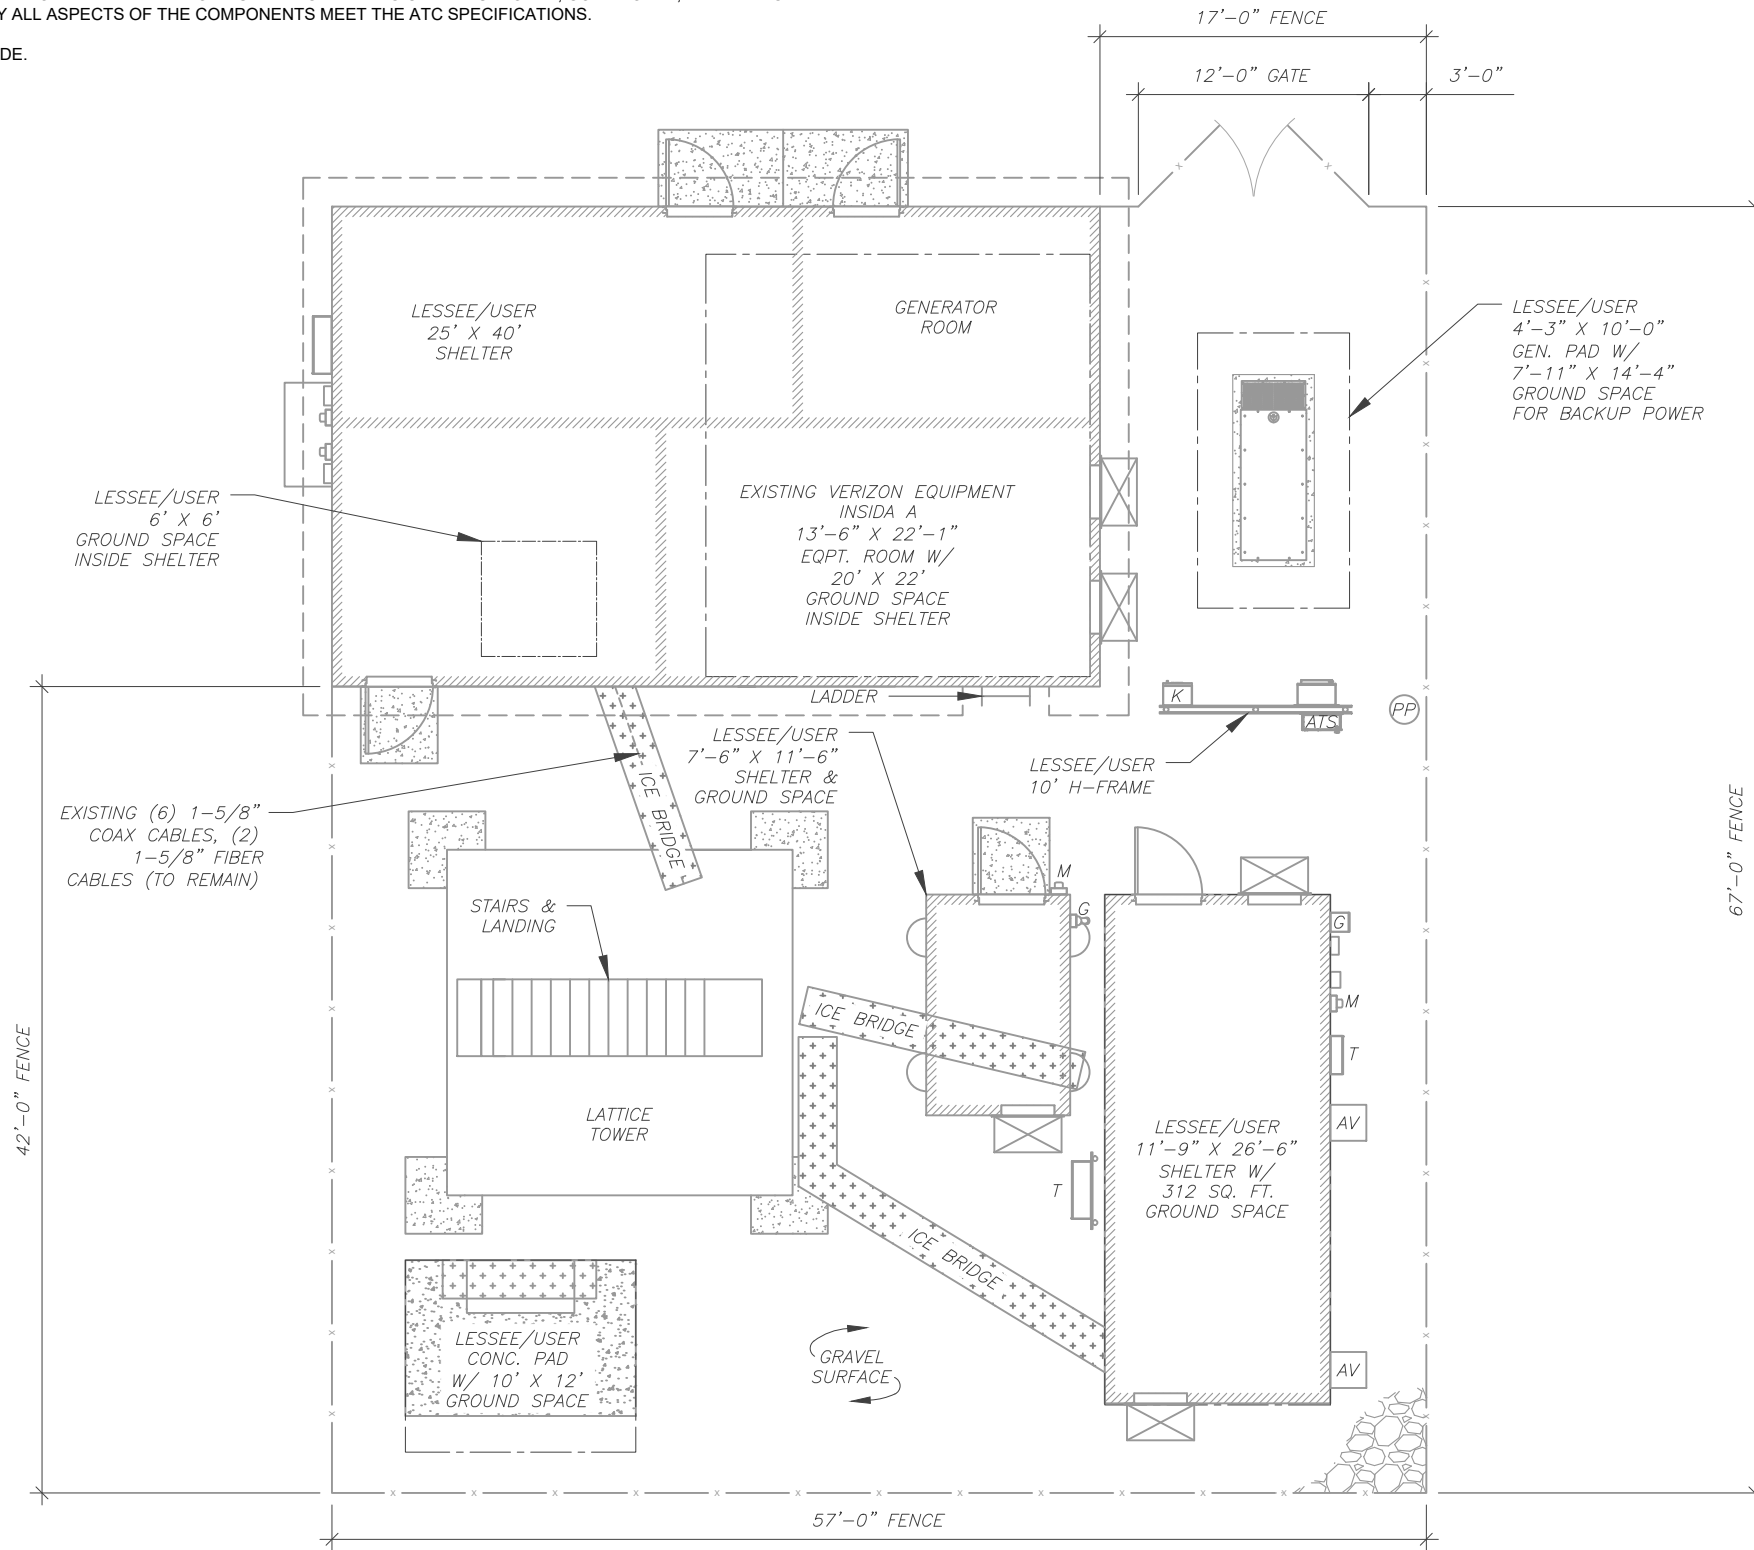 Y ALL ASPECTS OF THE COMPONENTS MEET THE ATC SPECIFICATIONS.
DE.
17'-0" FENCE
12'-0" GATE
3'-0"
LESSEE/USER
25' X 40'
SHELTER
GENERATOR
ROOM
LESSEE/USER
4'-3" X 10'-0"
GEN. PAD W/
7'-11" X 14'-4"
GROUND SPACE
FOR BACKUP POWER
LESSEE/USER
6' X 6'
GROUND SPACE
INSIDE SHELTER
EXISTING VERIZON EQUIPMENT
INSIDA A
13'-6" X 22'-1"
EQPT. ROOM W/
20' X 22'
GROUND SPACE
INSIDE SHELTER
LADDER
K
ATS
PP
LESSEE/USER
7'-6" X 11'-6"
SHELTER &
GROUND SPACE
LESSEE/USER
10' H-FRAME
ICE BRIDGE
EXISTING (6) 1-5/8"
COAX CABLES, (2)
1-5/8" FIBER
CABLES (TO REMAIN)
67'-0" FENCE
M
G
G
STAIRS &
LANDING
ICE BRIDGE
M
T
42'-0" FENCE
LATTICE
TOWER
AV
LESSEE/USER
11'-9" X 26'-6"
SHELTER W/
312 SQ. FT.
GROUND SPACE
T
ICE BRIDGE
LESSEE/USER
CONC. PAD
W/ 10' X 12'
GROUND SPACE
GRAVEL
SURFACE
AV
57'-0" FENCE